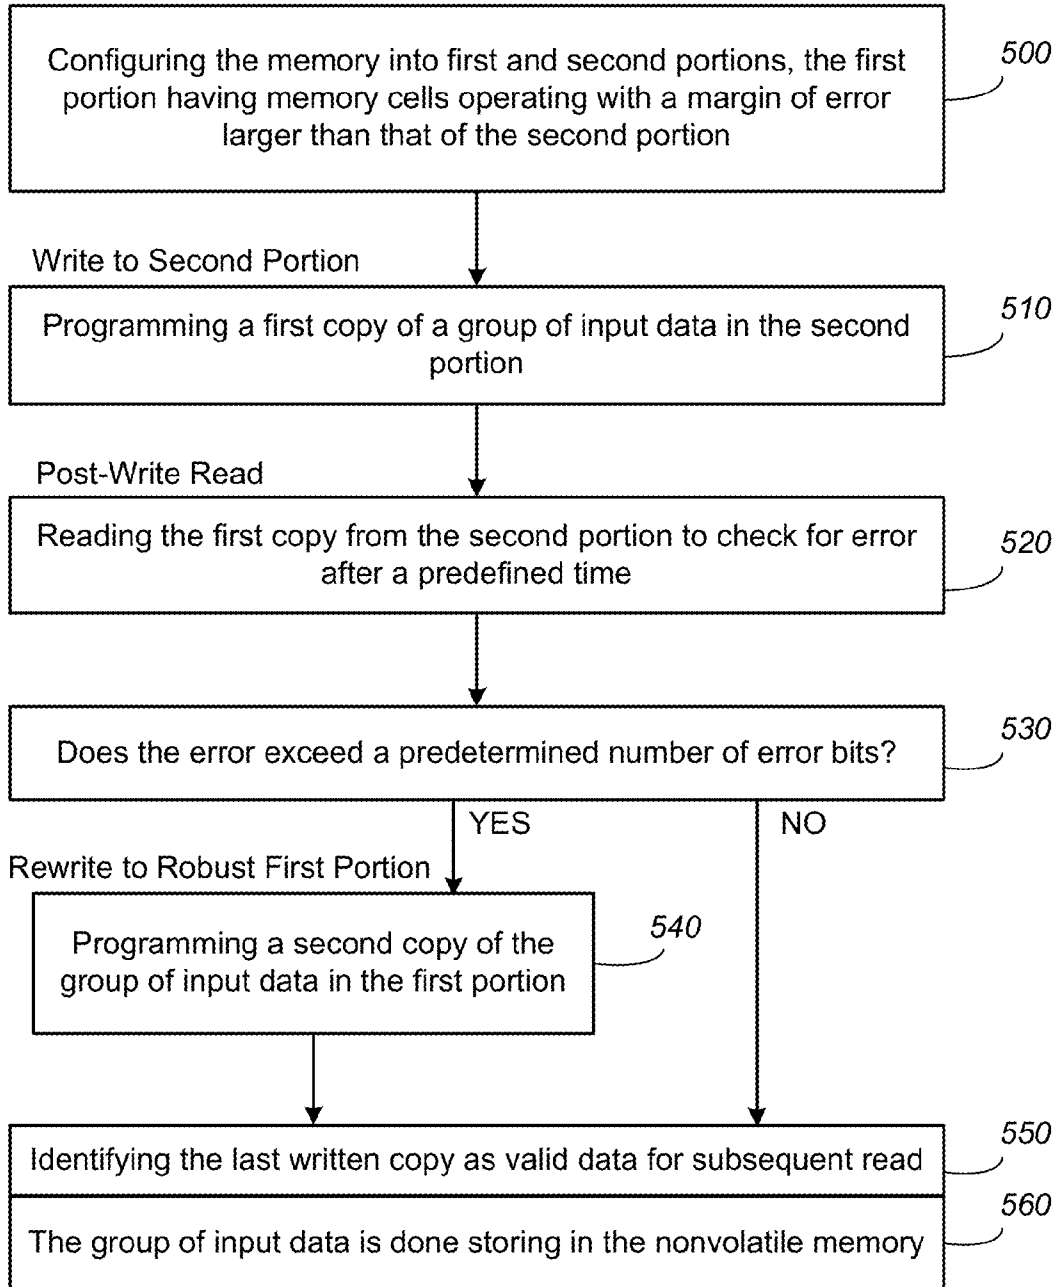 Configuring the memory into first and second portions, the first
portion having memory cells operating with a margin of error
larger than that of the second portion
500
Write to Second Portion
Programming a first copy of a group of input data in the second
portion
510
Post-Write Read
Reading the first copy from the second portion to check for error
after a predefined time
520
Does the error exceed a predetermined number of error bits?
530
YES
NO
Rewrite to Robust First Portion
Programming a second copy of the
group of input data in the first portion
540
Identifying the last written copy as valid data for subsequent read
550
The group of input data is done storing in the nonvolatile memory
560